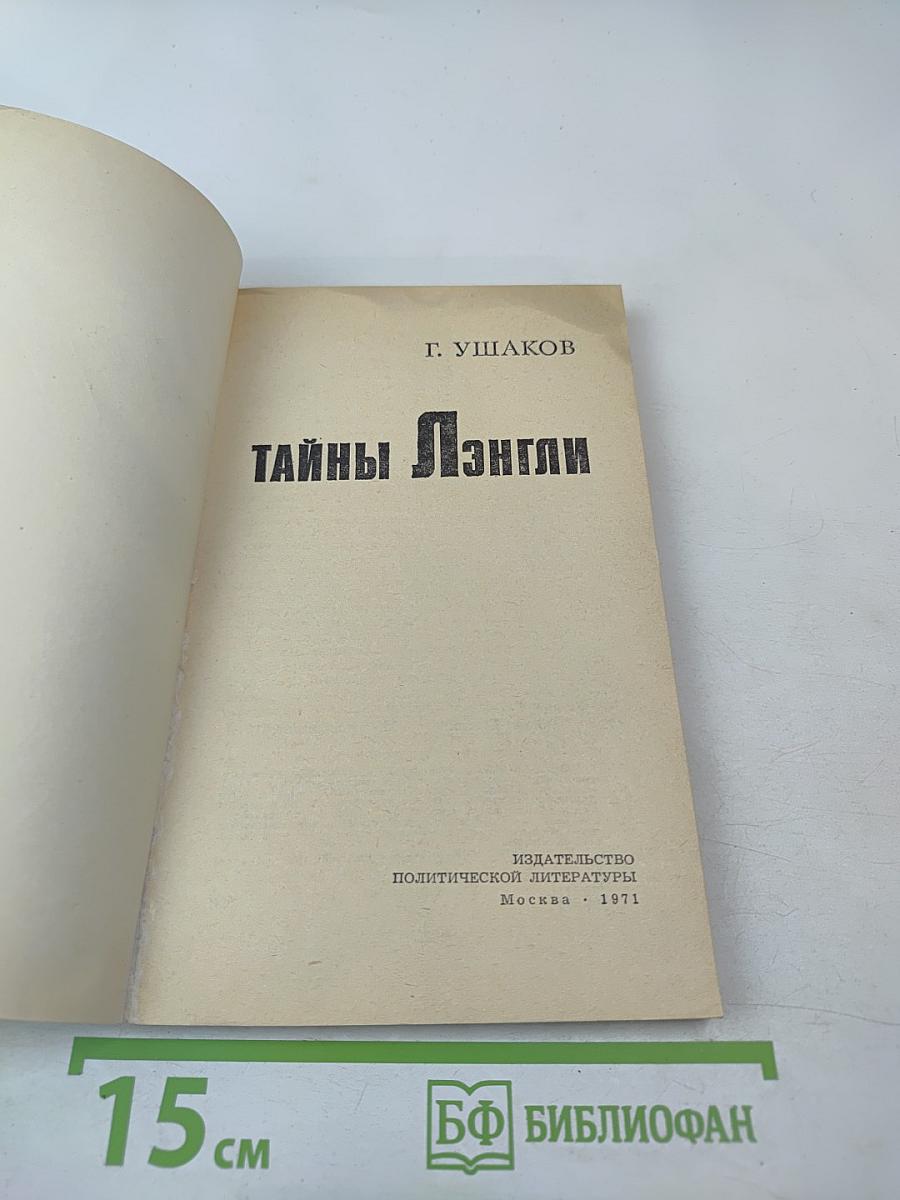 Г. УШАКОВ
ТАЙНЫ ЛЭНГЛИ
ИЗДАТЕЛЬСТВО
ПОЛИТИЧЕСКОЙ ЛИТЕРАТУРЫ
Москва · 1971
15 см
БФ БИБЛИОФАН